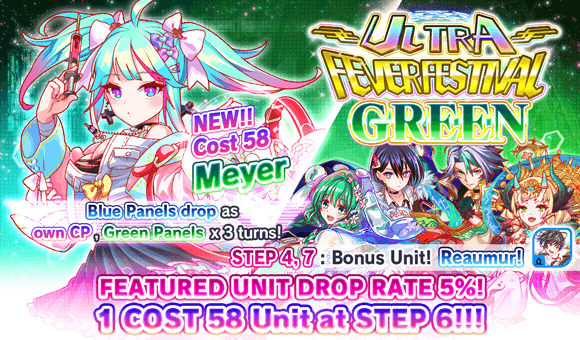 ULTRA
FEVERFESTIVAL
GREEN
NEW!!
Cost 58
Meyer
Blue Panels drop as
own CP , Green Panels x 3 turns!
STEP 4, 7 : Bonus Unit! Reaumur!
FEATURED UNIT DROP RATE 5%!
1 COST 58 Unit at STEP 6!!!